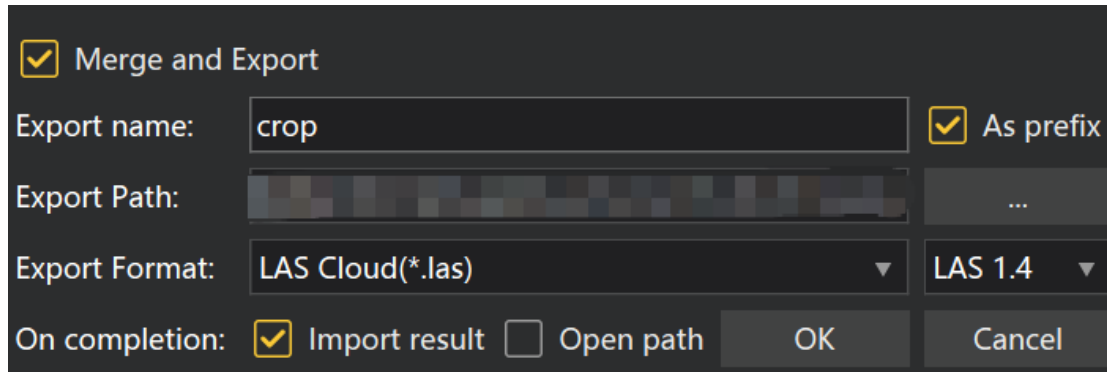 Merge and Export
Export name: crop As prefix
Export Path: ...
Export Format: LAS Cloud(*.las) LAS 1.4
On completion: Import result Open path OK Cancel